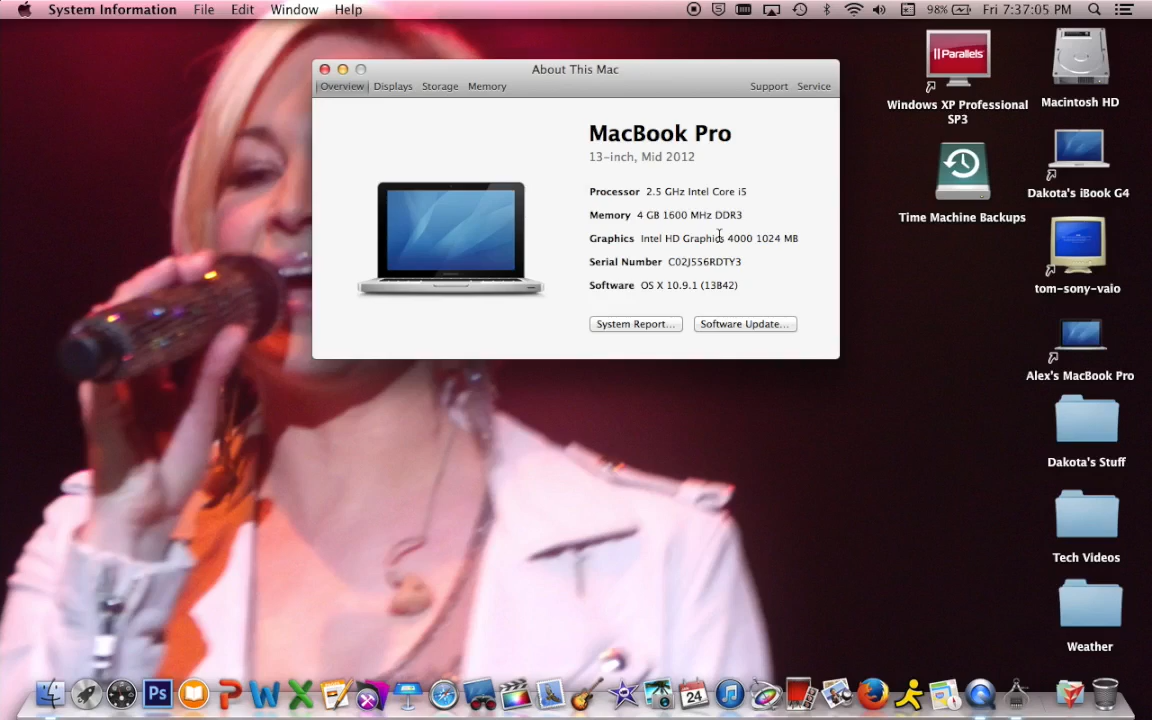 System Information File Edit Window Help 98% Fri 7:37:05 PM
About This Mac
Overview Displays Storage Memory Support Service
MacBook Pro
13-inch, Mid 2012
Processor 2.5 GHz Intel Core i5
Memory 4 GB 1600 MHz DDR3
Graphics Intel HD Graphics 4000 1024 MB
Serial Number C02J556RDTY3
Software OS X 10.9.1 (13B42)
System Report... Software Update...
|| Parallels
Windows XP Professional
SP3
Macintosh HD
Time Machine Backups
Dakota's iBook G4
tom-sony-vaio
Alex's MacBook Pro
Dakota's Stuff
Tech Videos
Weather
Ps
24